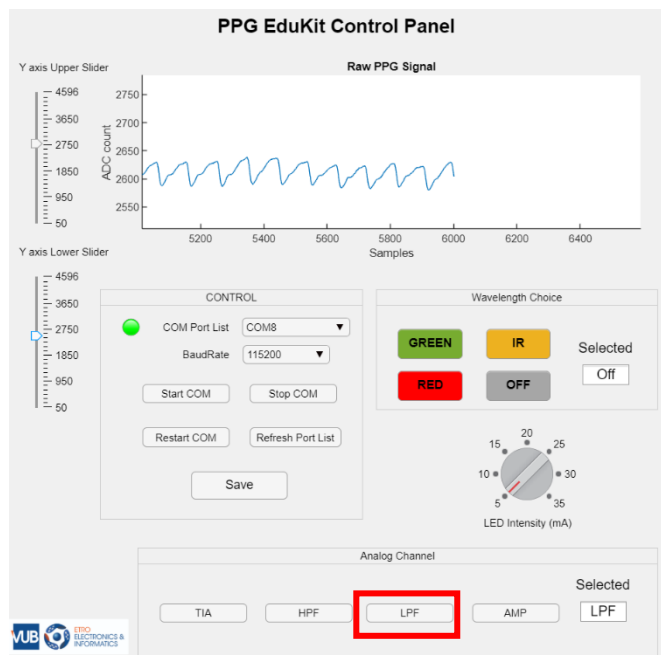 PPG EduKit Control Panel
Y axis Upper Slider
4596
3650
2750
1850
950
50
Raw PPG Signal
ADC count
2750
2700
2650
2600
2550
5200 5400 5600 5800 6000 6200 6400
Samples
Y axis Lower Slider
4596
3650
2750
1850
950
50
CONTROL
COM Port List COM8
BaudRate 115200
Start COM Stop COM
Restart COM Refresh Port List
Save
Wavelength Choice
GREEN IR
RED OFF
Selected
Off
5 10 15 20 25 30 35
LED Intensity (mA)
Analog Channel
TIA HPF LPF AMP
Selected
LPF
VUB
ETRO
ELECTRONICS &
INFORMATICS